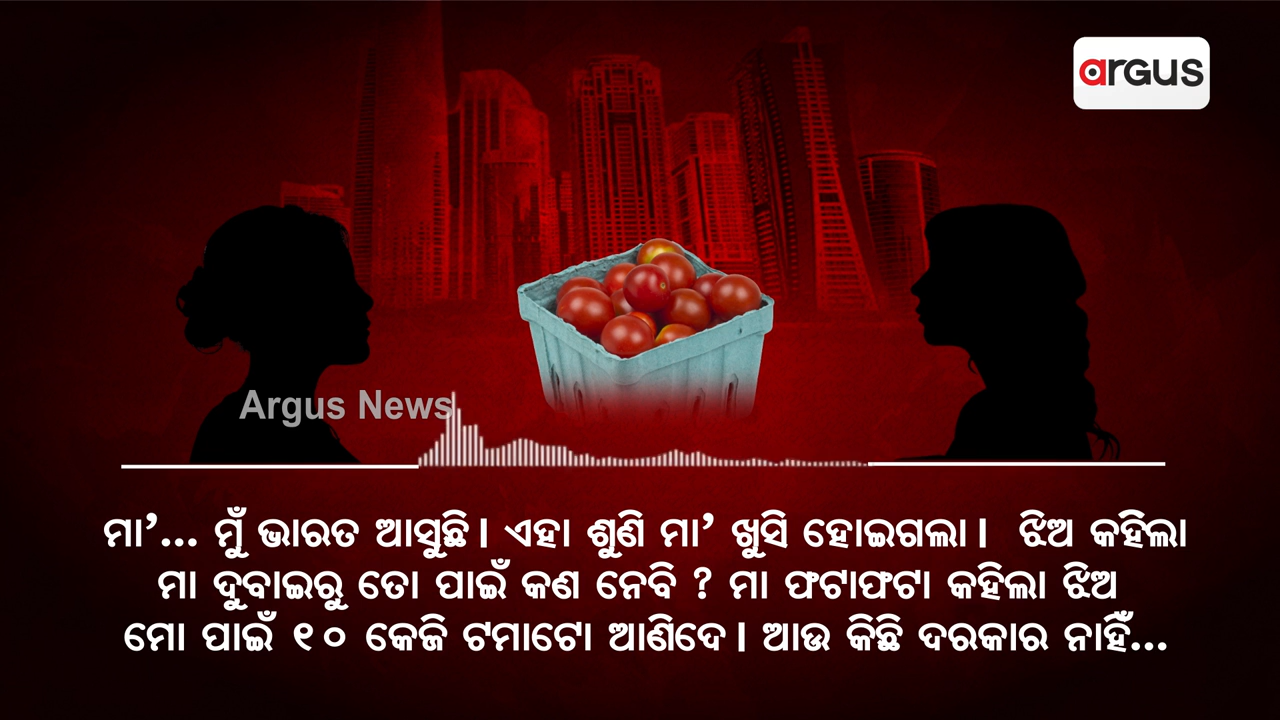 argus
Argus News
ମା’... ମୁଁ ଭାରତ ଆସୁଛି। ଏହା ଶୁଣି ମା’ ଖୁସି ହୋଇଗଲା। ଝିଅ କହିଲା
ମା ଦୁବାଇରୁ ତୋ ପାଇଁ କଣ ନେବି ? ମା ଫଟାଫଟା କହିଲା ଝିଅ
ମୋ ପାଇଁ ୧୦ କେଜି ଟମାଟୋ ଆଣିଦେ। ଆଉ କିଛି ଦରକାର ନାହିଁ...